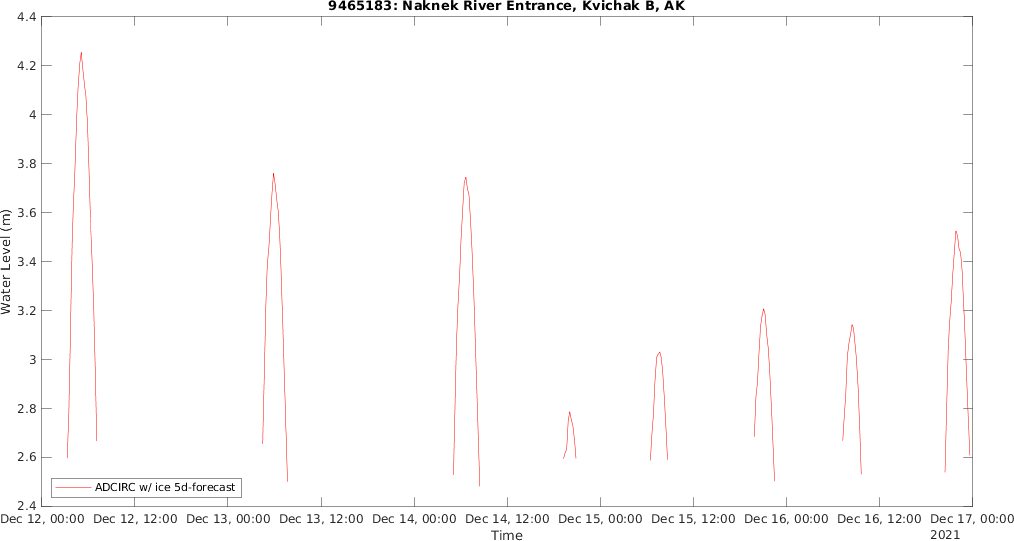 9465183: Naknek River Entrance, Kvichak B, AK
4.4
4.2
4
3.8
3.6
3.4
3.2
3
2.8
2.6
2.4
Water Level (m)
ADCIRC w/ ice 5d-forecast
Dec 12, 00:00 Dec 12, 12:00 Dec 13, 00:00 Dec 13, 12:00 Dec 14, 00:00 Dec 14, 12:00 Dec 15, 00:00 Dec 15, 12:00 Dec 16, 00:00 Dec 16, 12:00 Dec 17, 00:00
Time
2021